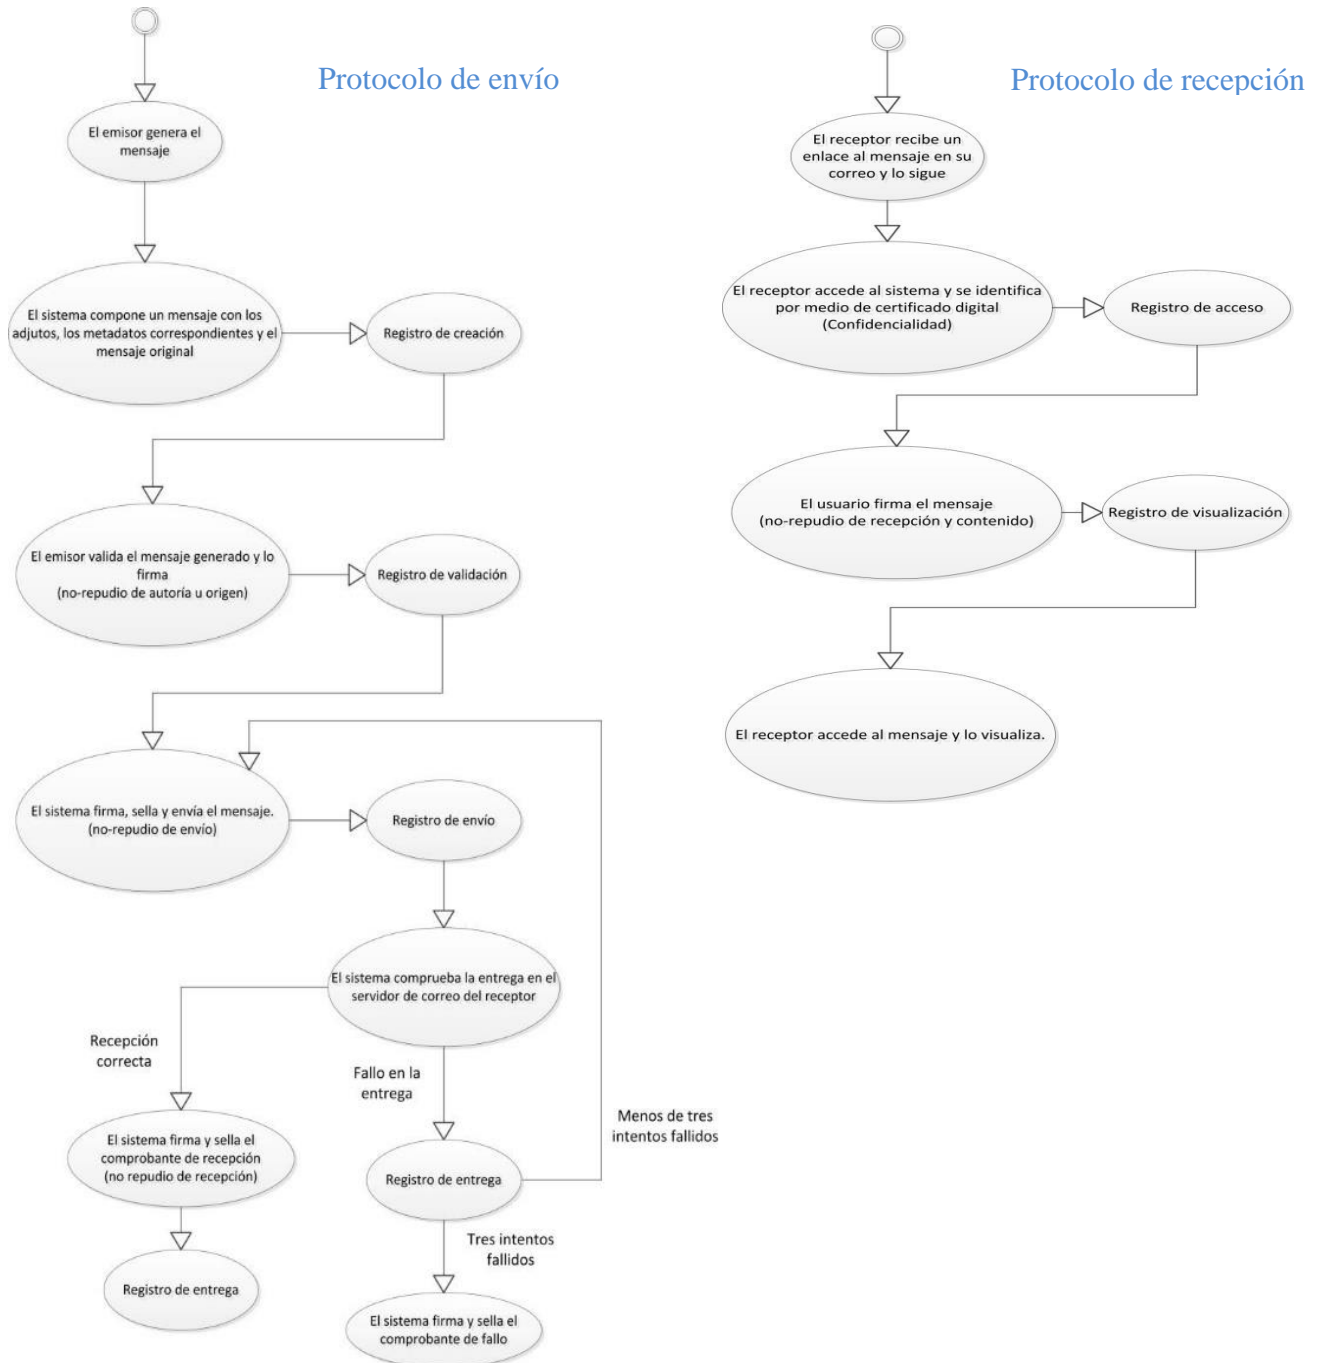 Protocolo de envío
El emisor genera el
mensaje
El sistema compone un mensaje con los
adjutos, los metadatos correspondientes y el
mensaje original
Registro de creación
El emisor valida el mensaje generado y lo
firma
(no-repudio de autoría u origen)
Registro de validación
El sistema firma, sella y envía el mensaje.
(no-repudio de envío)
Registro de envío
El sistema comprueba la entrega en el
servidor de correo del receptor
Recepción
correcta
Fallo en la
entrega
Menos de tres
intentos fallidos
El sistema firma y sella el
comprobante de recepción
(no repudio de recepción)
Registro de entrega
Tres intentos
fallidos
Registro de entrega
El sistema firma y sella el
comprobante de fallo
Protocolo de recepción
El receptor recibe un
enlace al mensaje en su
correo y lo sigue
El receptor accede al sistema y se identifica
por medio de certificado digital
(Confidencialidad)
Registro de acceso
El usuario firma el mensaje
(no-repudio de recepción y contenido)
Registro de visualización
El receptor accede al mensaje y lo visualiza.